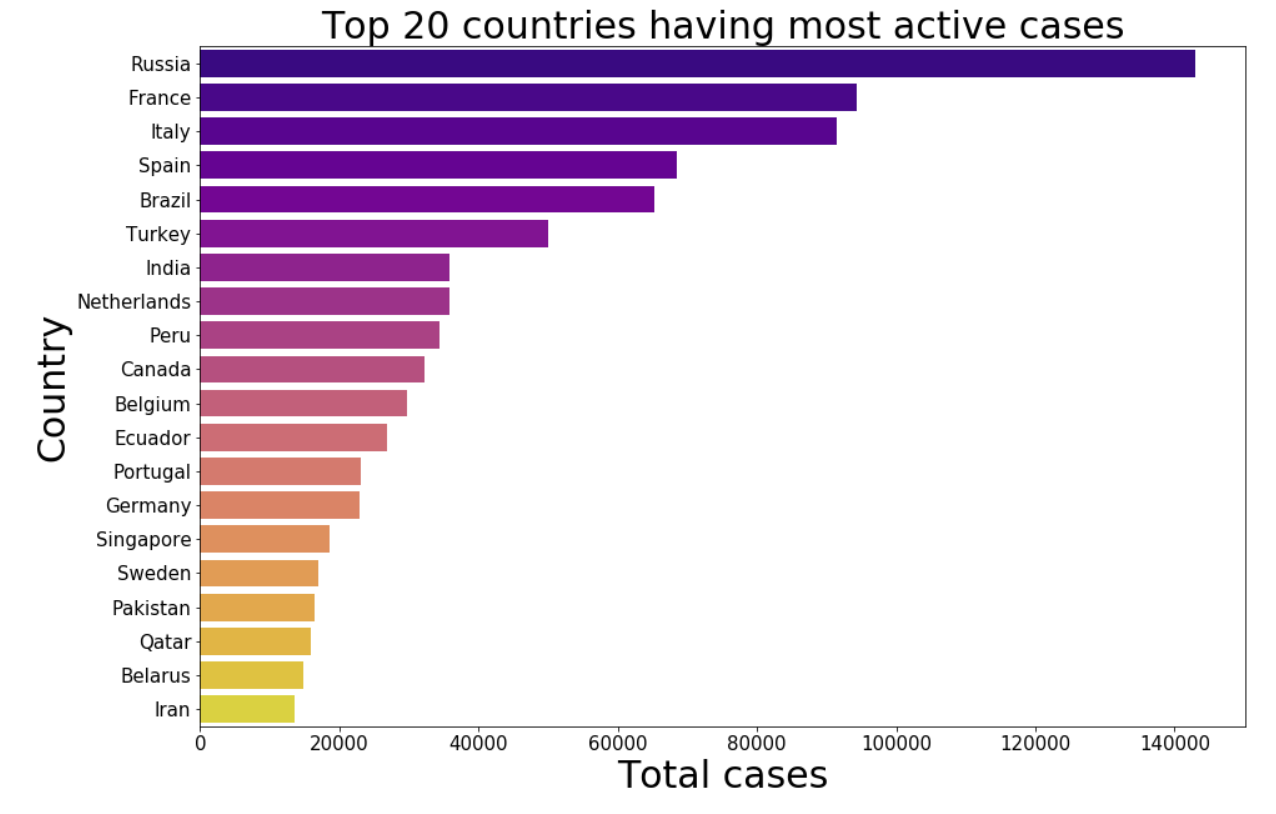 Top 20 countries having most active cases
Russia
France
Italy
Spain
Brazil
Turkey
India
Netherlands
Peru
Canada
Belgium
Ecuador
Portugal
Germany
Singapore
Sweden
Pakistan
Qatar
Belarus
Iran
Country
0 20000 40000 60000 80000 100000 120000 140000
Total cases